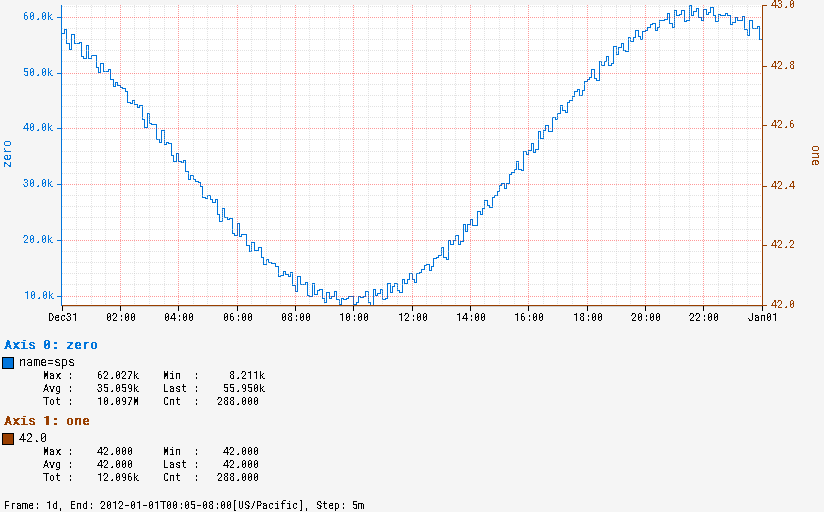 60.0k
50.0k
40.0k
30.0k
20.0k
10.0k
zero
43.0
42.8
42.6
42.4
42.2
42.0
one
Dec31 02:00 04:00 06:00 08:00 10:00 12:00 14:00 16:00 18:00 20:00 22:00 Jan01
Axis 0: zero
name=sps
Max : 62.027k Min : 8.211k
Avg : 35.059k Last : 55.950k
Tot : 10.097M Cnt : 288.000
Axis 1: one
42.0
Max : 42.000 Min : 42.000
Avg : 42.000 Last : 42.000
Tot : 12.096k Cnt : 288.000
Frame: 1d, End: 2012-01-01T00:05-08:00[US/Pacific], Step: 5m